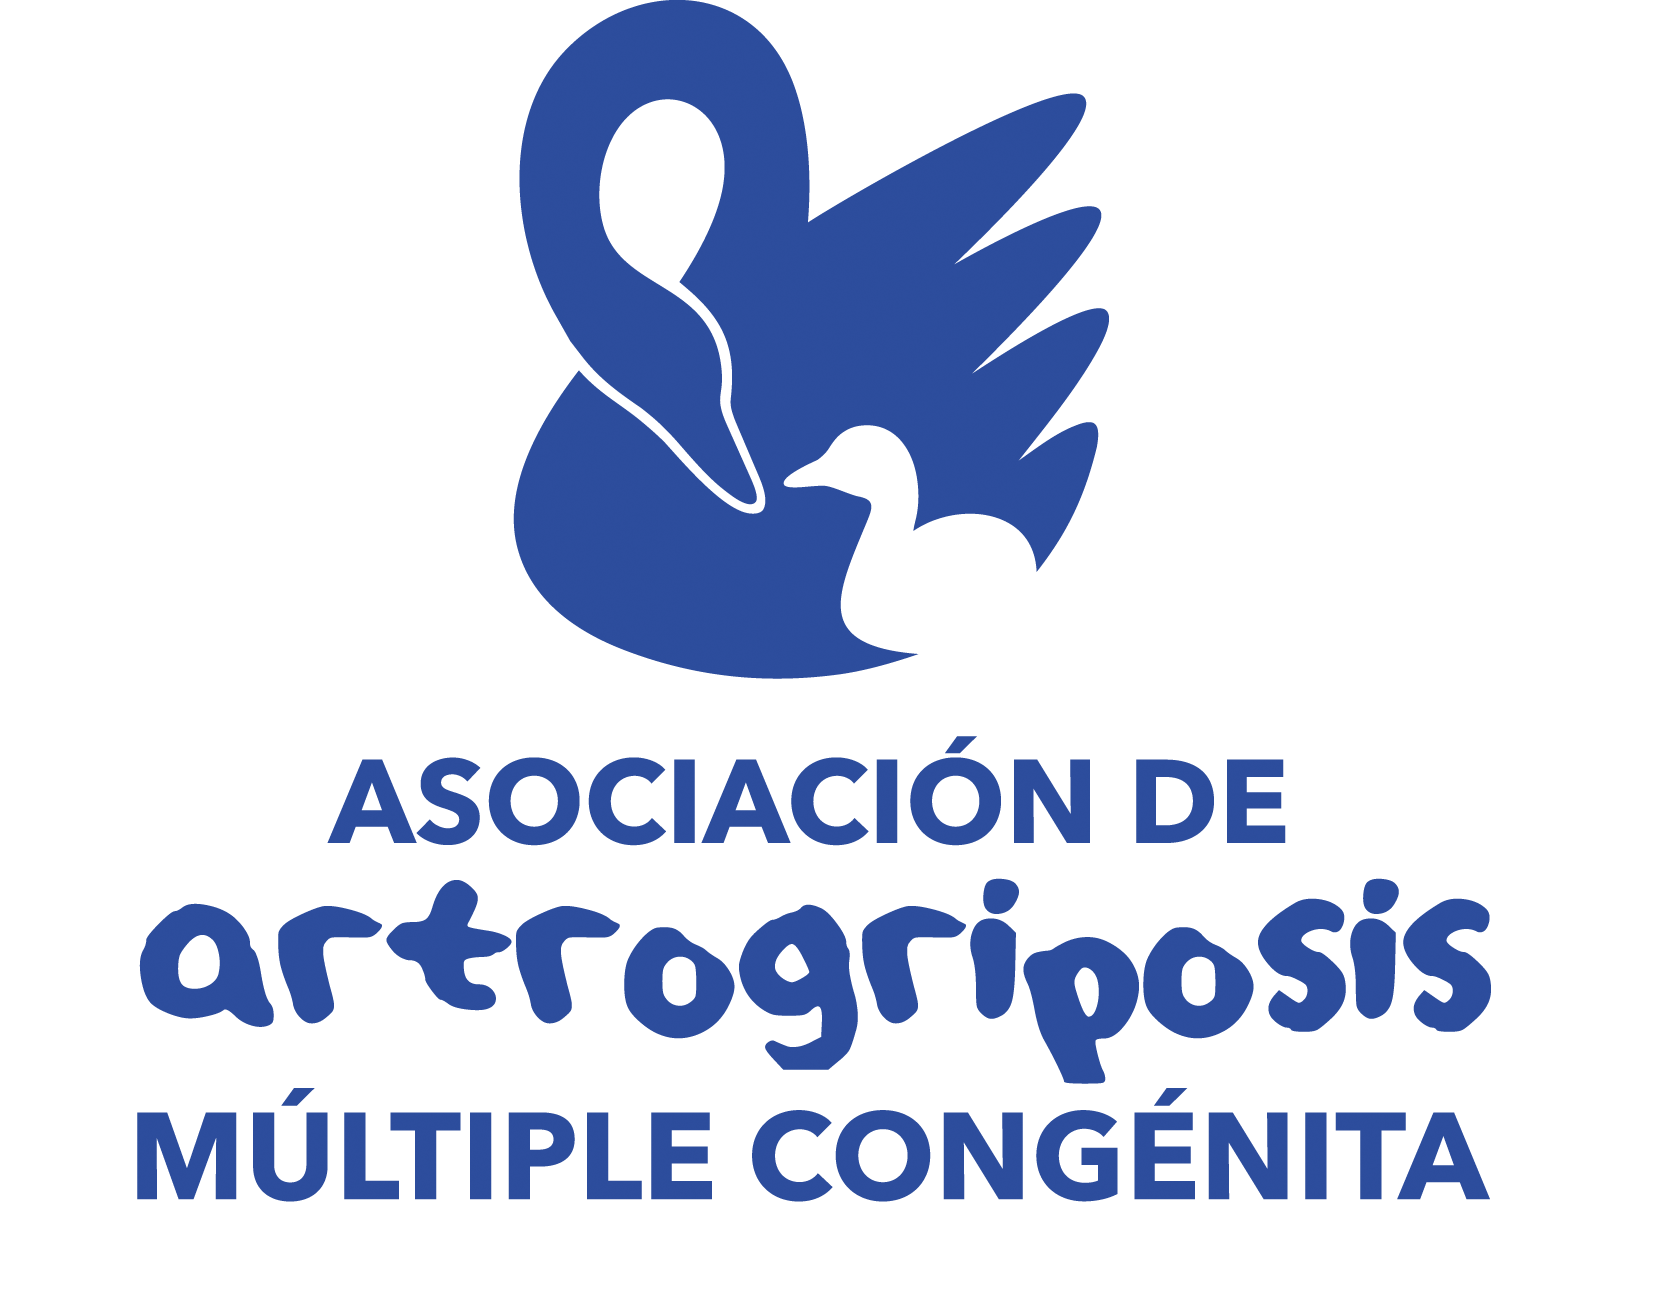 ASOCIACIÓN DE
artrogriposis
MÚLTIPLE CONGÉNITA